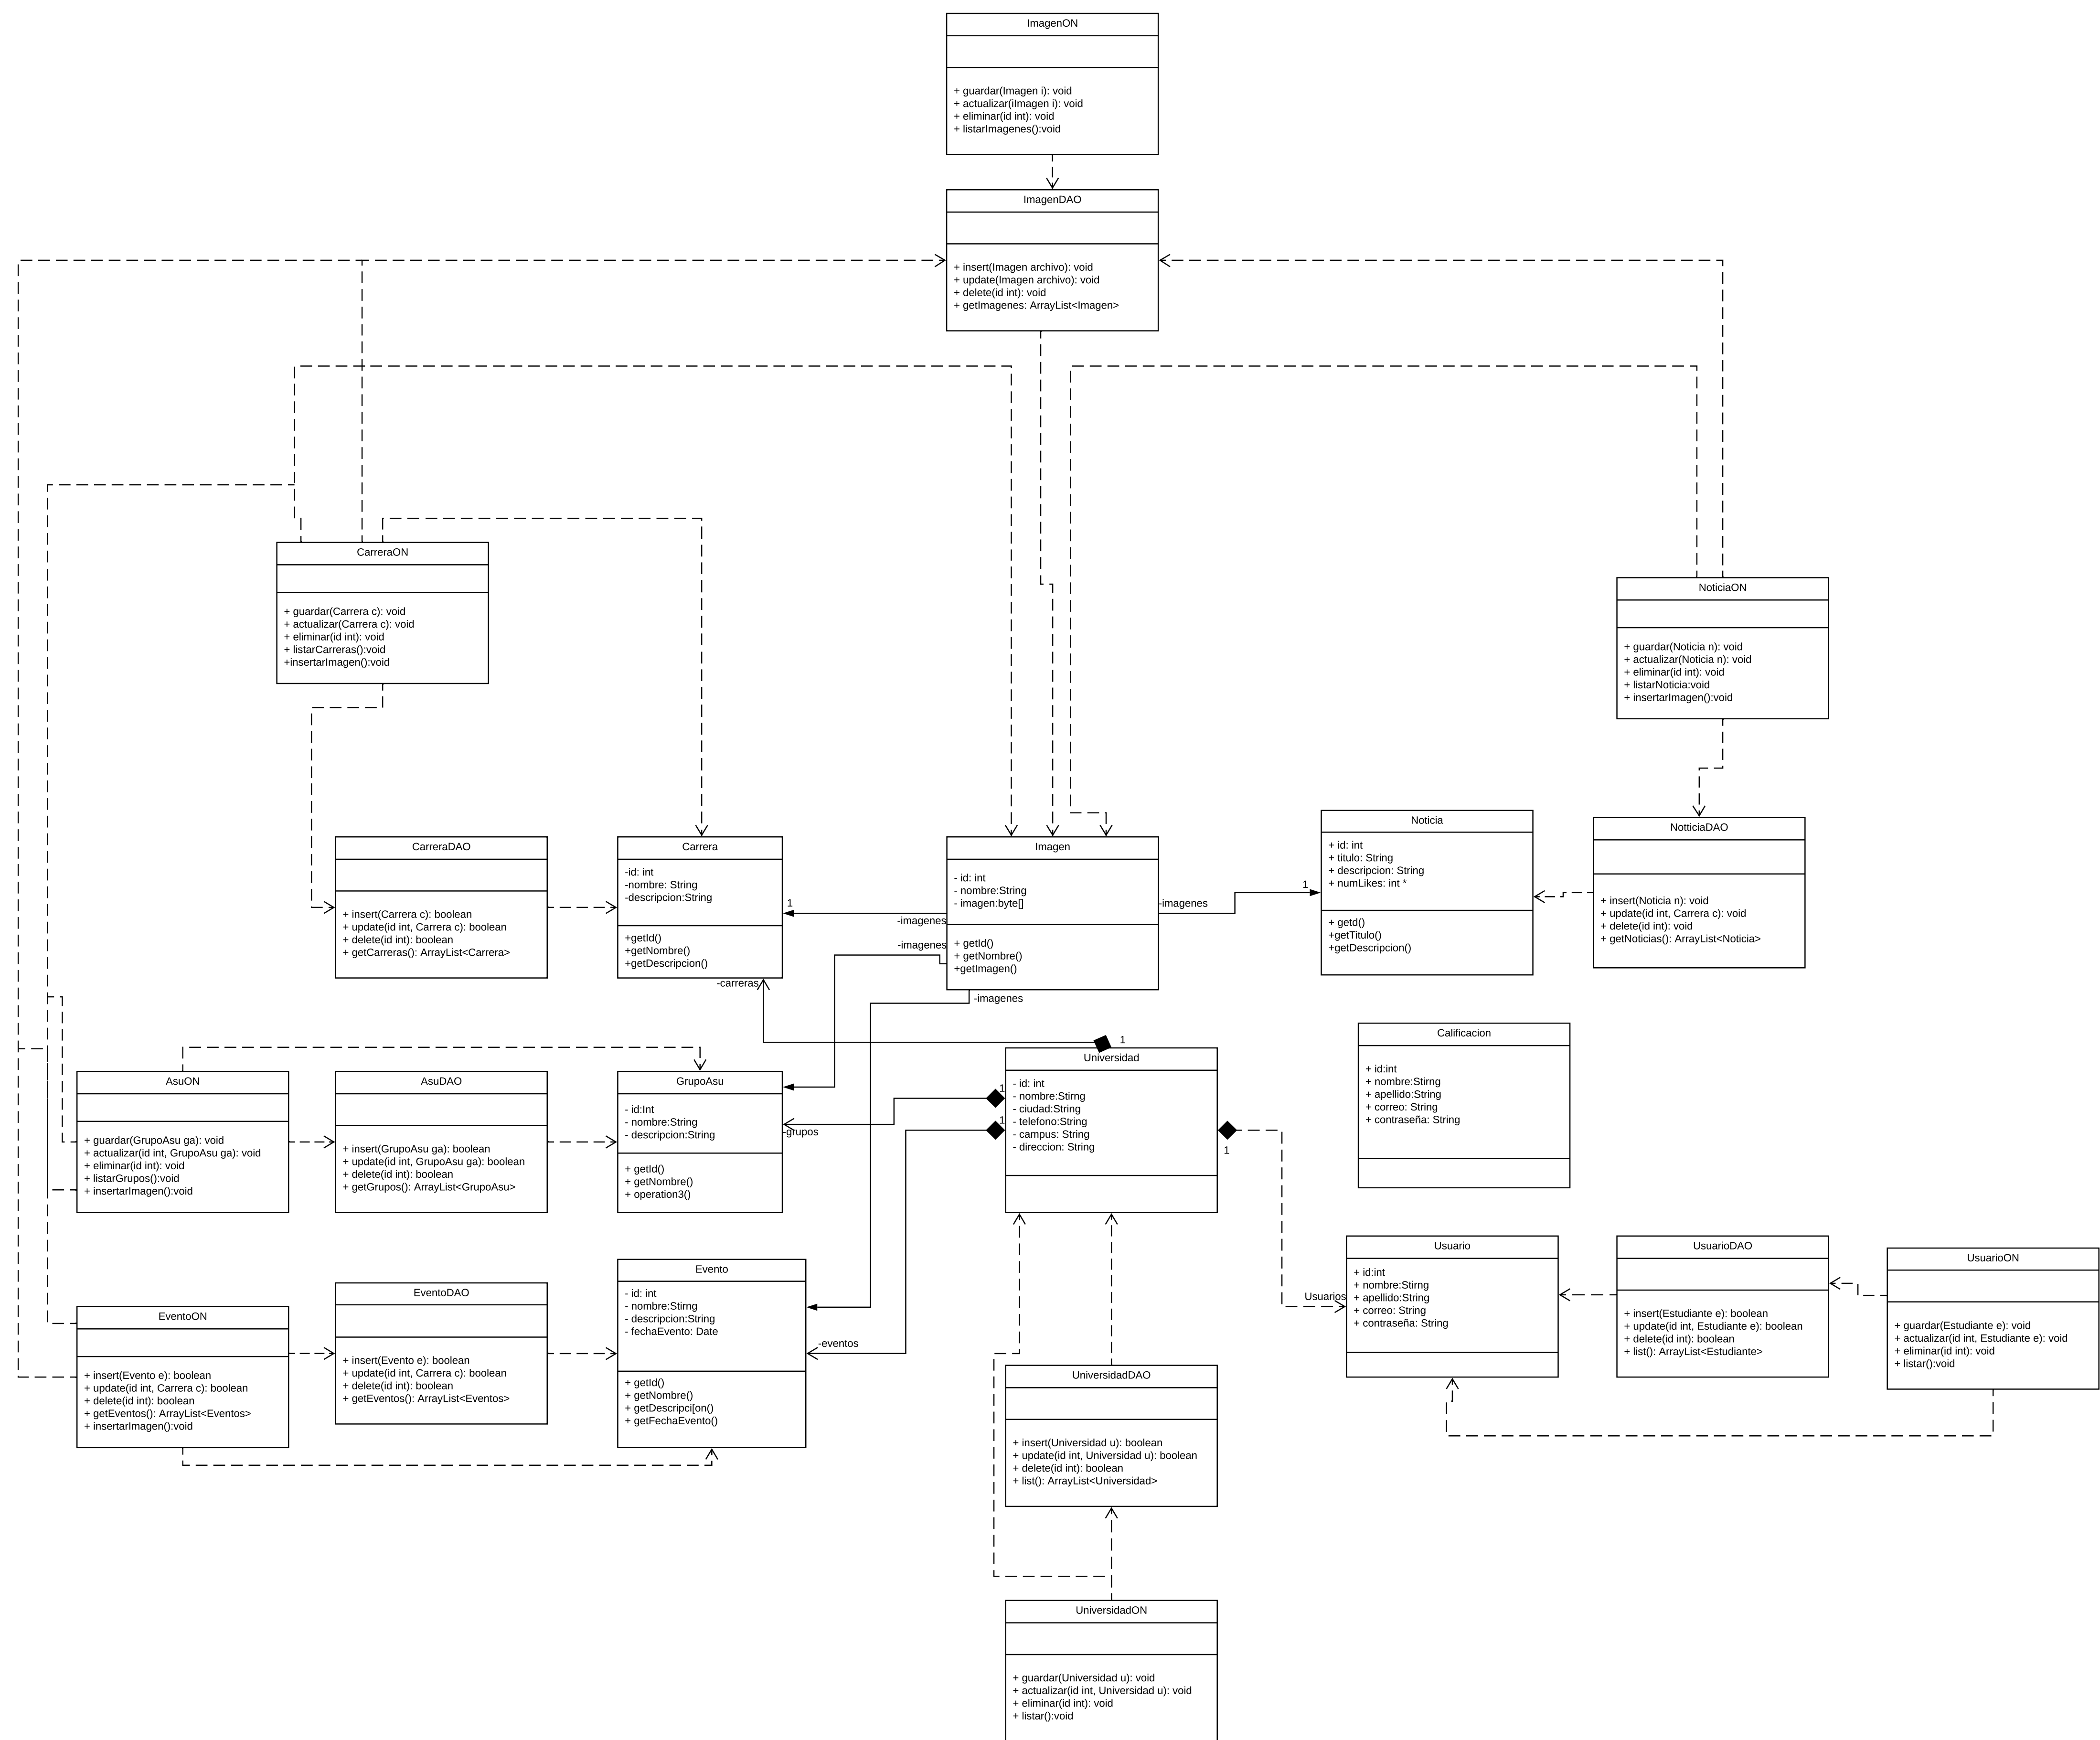 ImagenON
+ guardar(Imagen i): void
+ actualizar(iImagen i): void
+ eliminar(id int): void
+ listarImagenes():void
ImagenDAO
+ insert(Imagen archivo): void
+ update(Imagen archivo): void
+ delete(id int): void
+ getImagenes: ArrayList<Imagen>
CarreraON
+ guardar(Carrera c): void
+ actualizar(Carrera c): void
+ eliminar(id int): void
+ listarCarreras():void
+insertarImagen():void
NoticiaON
+ guardar(Noticia n): void
+ actualizar(Noticia n): void
+ eliminar(id int): void
+ listarNoticia:void
+ insertarImagen():void
CarreraDAO
+ insert(Carrera c): boolean
+ update(id int, Carrera c): boolean
+ delete(id int): boolean
+ getCarreras(): ArrayList<Carrera>
Carrera
-id: int
-nombre: String
-descripcion:String
+getId()
+getNombre()
+getDescripcion()
1
-imagenes
-imagenes
-carreras
Imagen
- id: int
- nombre:String
- imagen:byte[]
+ getId()
+ getNombre()
+getImagen()
-imagenes
-imagenes
1
Noticia
+ id: int
+ titulo: String
+ descripcion: String
+ numLikes: int *
+ getd()
+getTitulo()
+getDescripcion()
NotticiaDAO
+ insert(Noticia n): void
+ update(id int, Carrera c): void
+ delete(id int): void
+ getNoticias(): ArrayList<Noticia>
AsuON
+ guardar(GrupoAsu ga): void
+ actualizar(id int, GrupoAsu ga): void
+ eliminar(id int): void
+ listarGrupos():void
+ insertarImagen():void
AsuDAO
+ insert(GrupoAsu ga): boolean
+ update(id int, GrupoAsu ga): boolean
+ delete(id int): boolean
+ getGrupos(): ArrayList<GrupoAsu>
GrupoAsu
- id:Int
- nombre:String
- descripcion:String
+ getId()
+ getNombre()
+ operation3()
-grupos
1
1
1
Universidad
- id: int
- nombre:Stirng
- ciudad:String
- telefono:String
- campus: String
- direccion: String
1
Calificacion
+ id:int
+ nombre:Stirng
+ apellido:String
+ correo: String
+ contraseña: String
EventoON
+ insert(Evento e): boolean
+ update(id int, Carrera c): boolean
+ delete(id int): boolean
+ getEventos(): ArrayList<Eventos>
+ insertarImagen():void
EventoDAO
+ insert(Evento e): boolean
+ update(id int, Carrera c): boolean
+ delete(id int): boolean
+ getEventos(): ArrayList<Eventos>
Evento
- id: int
- nombre:Stirng
- descripcion:String
- fechaEvento: Date
+ getId()
+ getNombre()
+ getDescripci[on()
+ getFechaEvento()
-eventos
Usuarios
Usuario
+ id:int
+ nombre:Stirng
+ apellido:String
+ correo: String
+ contraseña: String
UsuarioDAO
+ insert(Estudiante e): boolean
+ update(id int, Estudiante e): boolean
+ delete(id int): boolean
+ list(): ArrayList<Estudiante>
UsuarioON
+ guardar(Estudiante e): void
+ actualizar(id int, Estudiante e): void
+ eliminar(id int): void
+ listar():void
UniversidadDAO
+ insert(Universidad u): boolean
+ update(id int, Universidad u): boolean
+ delete(id int): boolean
+ list(): ArrayList<Universidad>
UniversidadON
+ guardar(Universidad u): void
+ actualizar(id int, Universidad u): void
+ eliminar(id int): void
+ listar():void